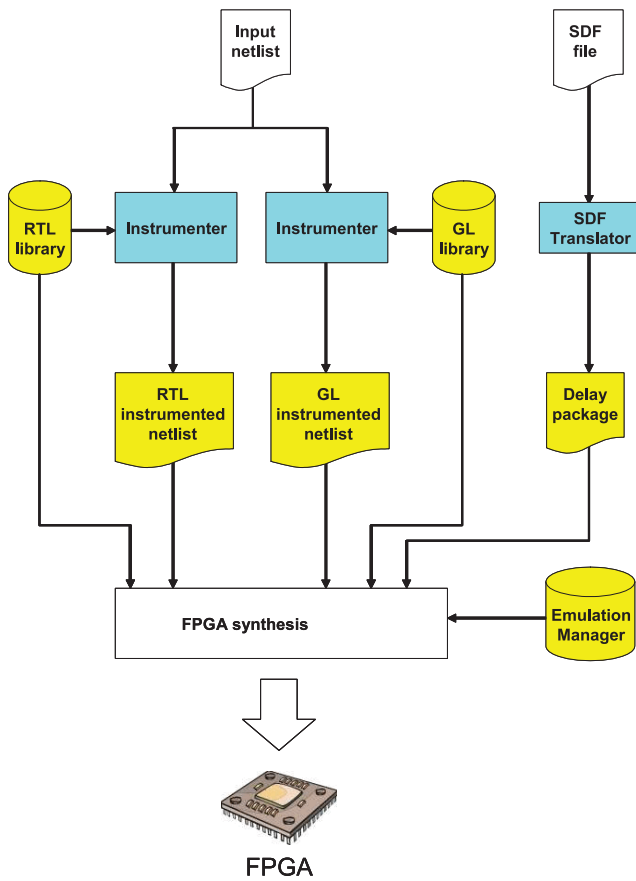 Input
netlist
SDF
file
RTL
library
Instrumenter
Instrumenter
GL
library
SDF
Translator
RTL
instrumented
netlist
GL
instrumented
netlist
Delay
package
FPGA synthesis
Emulation
Manager
FPGA